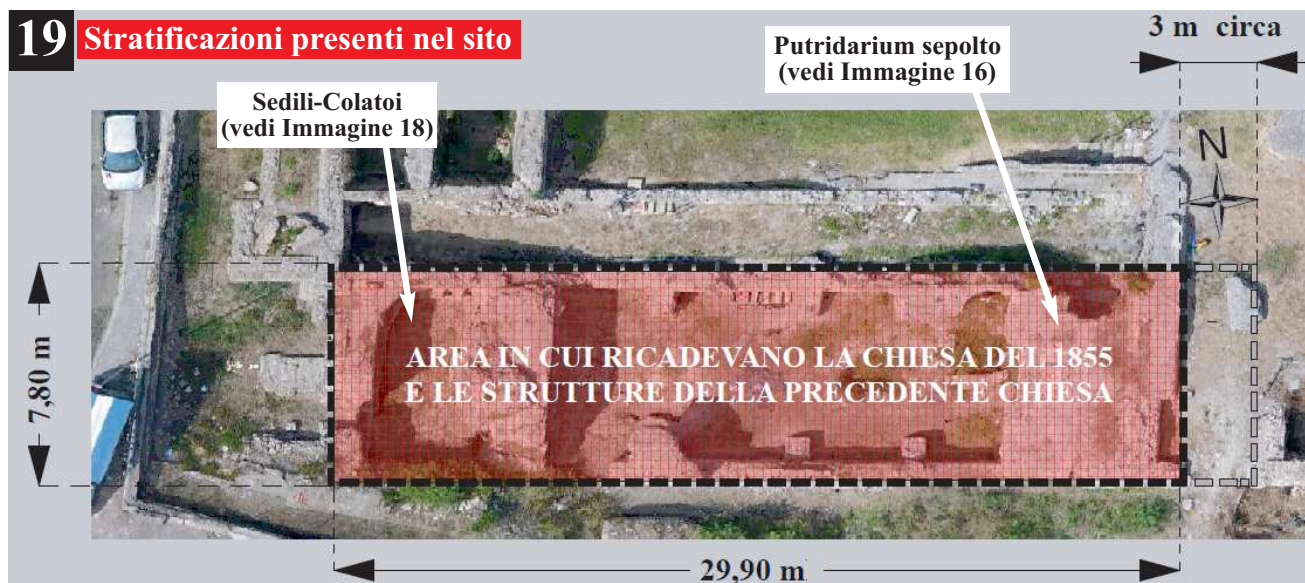 19 Stratificazioni presenti nel sito
Putridarium sepolto
(vedi Immagine 16)
3 m circa
Sedili-Colatoi
(vedi Immagine 18)
N
7,80 m
AREA IN CUI RICADEVANO LA CHIESA DEL 1855
E LE STRUTTURE DELLA PRECEDENTE CHIESA
29,90 m